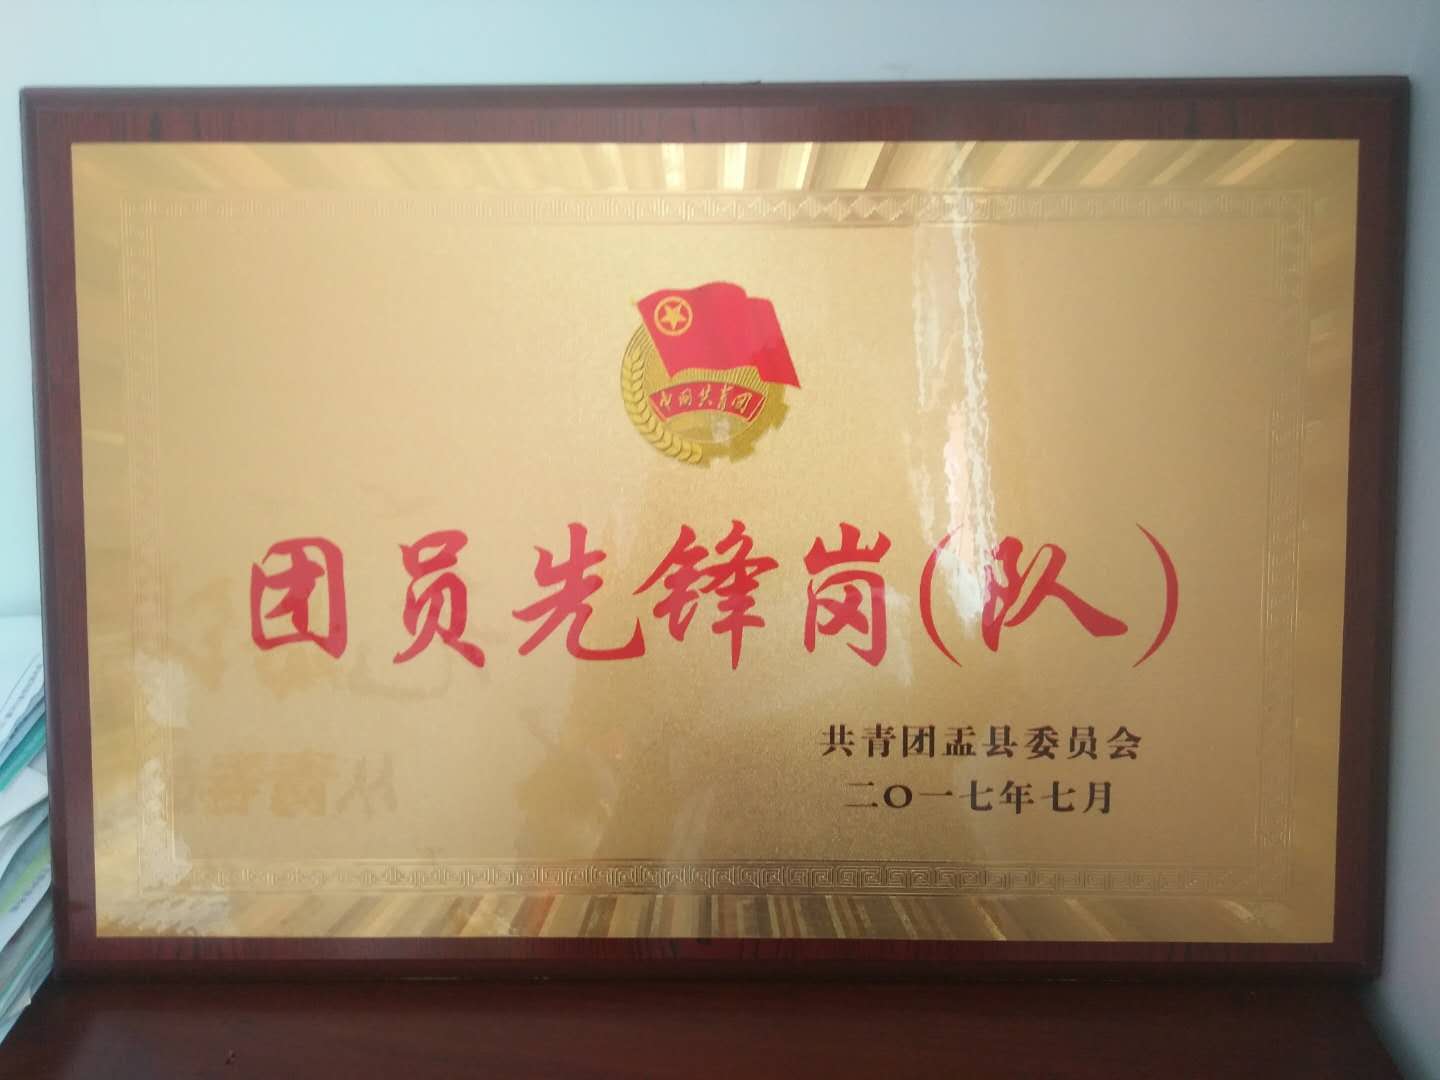 中国共青团
团员先锋岗(队)
共青团盂县委员会
二〇一七年七月